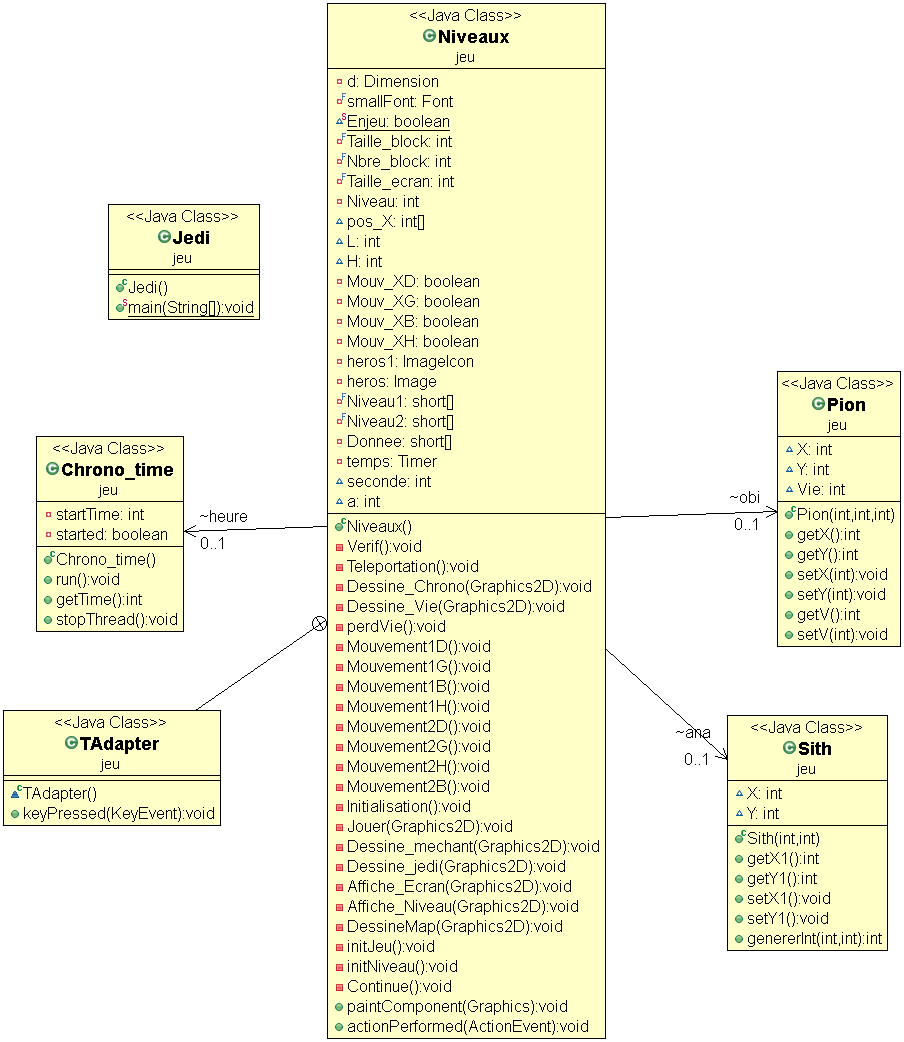 <<Java Class>>
Niveaux
jeu
d: Dimension
smallFont: Font
Enjeu: boolean
Taille_block: int
Nbre_block: int
Taille_ecran: int
Niveau: int
pos_X: int[]
L: int
H: int
Mouv_XD: boolean
Mouv_XG: boolean
Mouv_XB: boolean
Mouv_XH: boolean
heros1: ImageIcon
heros: Image
Niveau1: short[]
Niveau2: short[]
Donnee: short[]
temps: Timer
seconde: int
a: int
Niveaux()
Verif():void
Teleportation():void
Dessine_Chrono(Graphics2D):void
Dessine_Vie(Graphics2D):void
perdVie():void
Mouvement1D():void
Mouvement1G():void
Mouvement1B():void
Mouvement1H():void
Mouvement2D():void
Mouvement2G():void
Mouvement2H():void
Mouvement2B():void
Initialisation():void
Jouer(Graphics2D):void
Dessine_mechant(Graphics2D):void
Dessine_jedi(Graphics2D):void
Affiche_Ecran(Graphics2D):void
Affiche_Niveau(Graphics2D):void
DessineMap(Graphics2D):void
initJeu():void
initNiveau():void
Continue():void
paintComponent(Graphics):void
actionPerformed(ActionEvent):void
<<Java Class>>
Jedi
jeu
Jedi()
main(String[]):void
<<Java Class>>
Chrono_time
jeu
startTime: int
started: boolean
Chrono_time()
run():void
getTime():int
stopThread():void
~heure
0..1
<<Java Class>>
TAdapter
jeu
TAdapter()
keyPressed(KeyEvent):void
~obi
0..1
<<Java Class>>
Pion
jeu
X: int
Y: int
Vie: int
Pion(int,int,int)
getX():int
getY():int
setX(int):void
setY(int):void
getV():int
setV(int):void
~ana
0..1
<<Java Class>>
Sith
jeu
X: int
Y: int
Sith(int,int)
getX1():int
getY1():int
setX1():void
setY1():void
genererInt(int,int):int